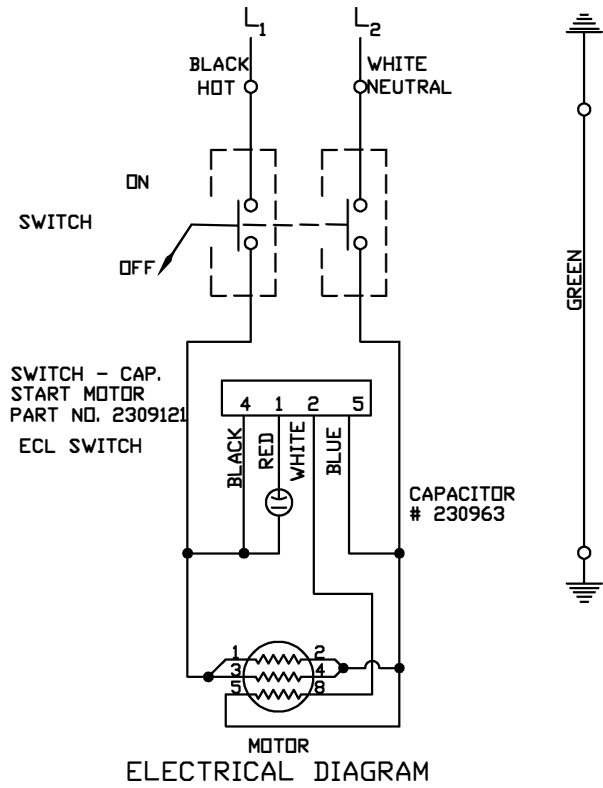 L1
L2
BLACK
HOT
WHITE
NEUTRAL
ON
SWITCH
OFF
GREEN
SWITCH - CAP.
START MOTOR
PART NO. 2309121
ECL SWITCH
4 1 2 5
BLACK
RED
WHITE
BLUE
CAPACITOR
# 230963
1 2
3 4
5 8
MOTOR
ELECTRICAL DIAGRAM